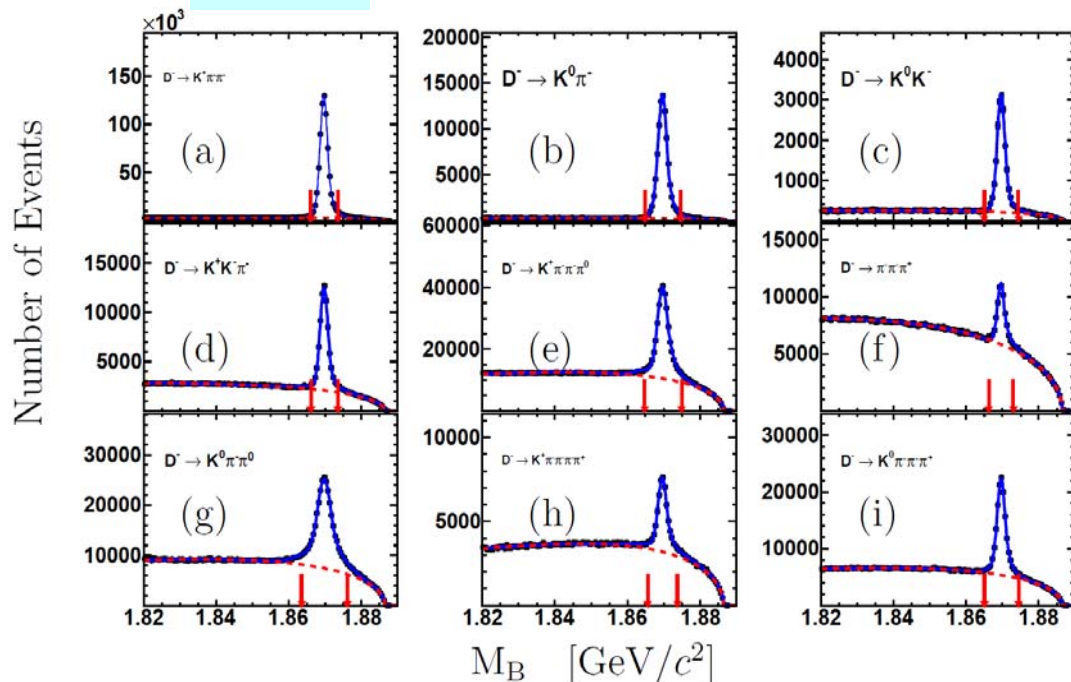 ×10³
Number of Events
150
100
50
D⁻ → K⁺π⁻π⁻
(a)
20000
15000
10000
5000
D⁻ → K⁰π⁻
(b)
4000
3000
2000
1000
D⁻ → K⁰K⁻
(c)
15000
10000
5000
D⁻ → K⁺K⁻π⁻
(d)
60000
40000
20000
D⁻ → K⁺π⁻π⁻π⁰
(e)
15000
10000
5000
D⁻ → π⁻π⁻π⁺
(f)
30000
20000
10000
D⁻ → K⁰π⁻π⁰
(g)
10000
5000
D⁻ → K⁺π⁻π⁻π⁻π⁺
(h)
30000
20000
10000
D⁻ → K⁰π⁻π⁻π⁺
(i)
1.82 1.84 1.86 1.88
1.82 1.84 1.86 1.88
1.82 1.84 1.86 1.88
M_B [GeV/c²]